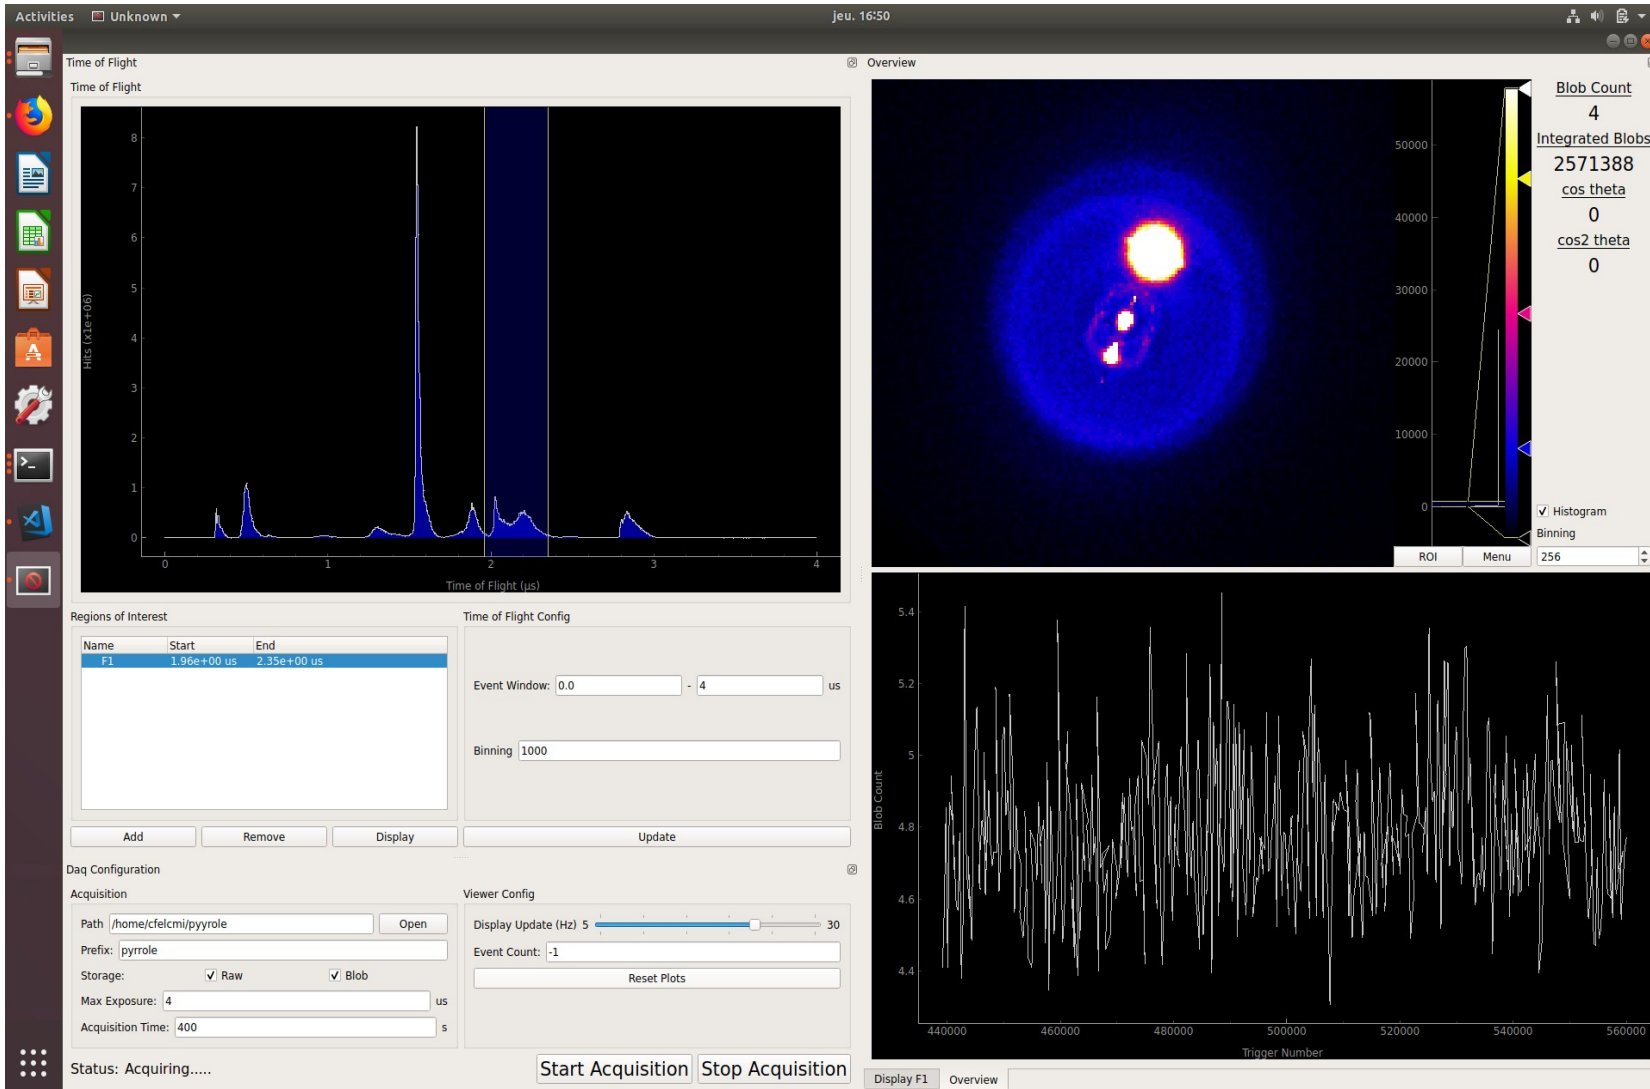 Activities
Unknown
jeu. 16:50
Time of Flight
Time of Flight
8
7
6
5
4
3
2
1
0
Hits (x1e+06)
0
1
2
3
4
Time of Flight (µs)
Regions of Interest
Name Start End
F1 1.96e+00 us 2.35e+00 us
Add Remove Display
Time of Flight Config
Event Window: 0.0 - 4 us
Binning 1000
Update
Daq Configuration
Acquisition
Path /home/cfelcmi/pyyrole Open
Prefix: pyrrole
Storage: Raw Blob
Max Exposure: 4 us
Acquisition Time: 400 s
Viewer Config
Display Update (Hz) 5 30
Event Count: -1
Reset Plots
Status: Acquiring.....
Start Acquisition Stop Acquisition
Overview
50000
40000
30000
20000
10000
0
Blob Count
4
Integrated Blobs
2571388
cos theta
0
cos2 theta
0
Histogram
Binning
ROI Menu 256
5.4
5.2
5
4.8
4.6
4.4
Blob Count
440000 460000 480000 500000 520000 540000 560000
Trigger Number
Display F1 Overview